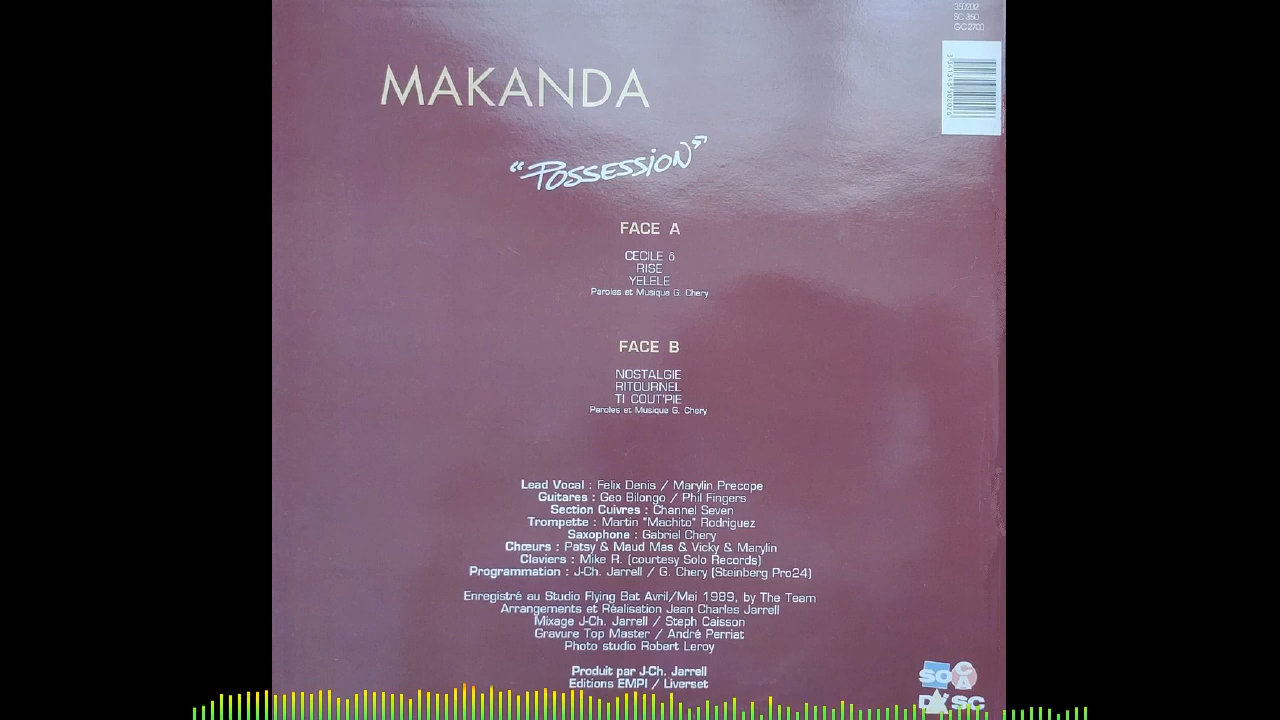 350202
SC 350
GC 2700
MAKANDA
“POSSESSION”
FACE A
CECILE ô
RISE
YELELE
Paroles et Musique G. Chery
FACE B
NOSTALGIE
RITOURNEL
TI COUT'PIE
Paroles et Musique G. Chery
Lead Vocal : Felix Denis / Marylin Precope
Guitares : Geo Bilongo / Phil Fingers
Section Cuivres : Channel Seven
Trompette : Martin "Machito" Rodriguez
Saxophone : Gabriel Chery
Chœurs : Patsy & Maud Mas & Vicky & Marylin
Claviers : Mike R. (courtesy Solo Records)
Programmation : J-Ch. Jarrell / G. Chery (Steinberg Pro24)
Enregistré au Studio Flying Bat Avril/Mai 1989, by The Team
Arrangements et Réalisation Jean Charles Jarrell
Mixage J-Ch. Jarrell / Steph Caisson
Gravure Top Master / André Perriat
Photo studio Robert Leroy
Produit par J-Ch. Jarrell
Editions EMPI / Liverset
SOCA
DISC